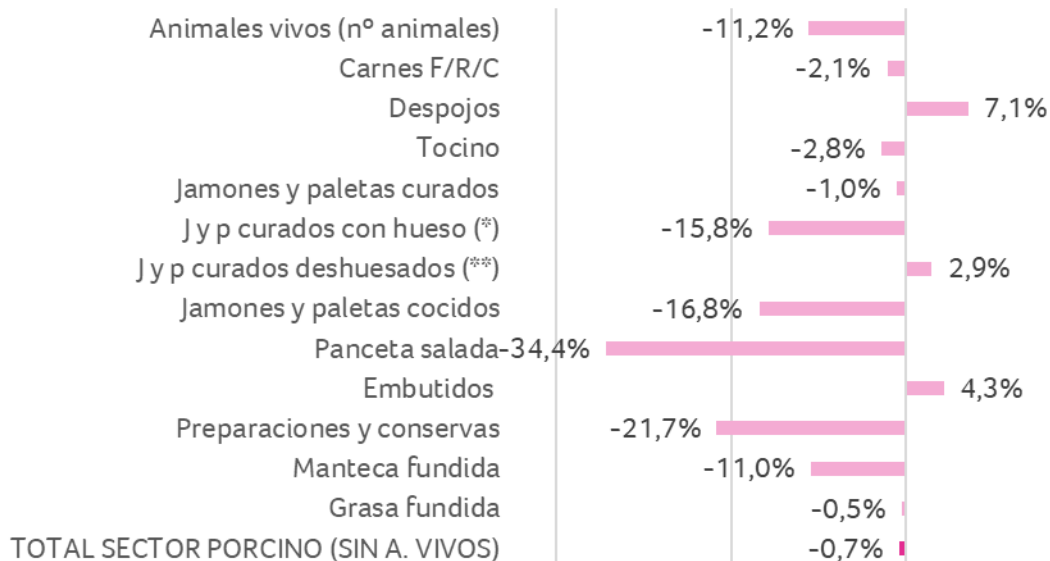 Animales vivos (nº animales) -11,2%
Carnes F/R/C -2,1%
Despojos 7,1%
Tocino -2,8%
Jamones y paletas curados -1,0%
J y p curados con hueso (*) -15,8%
J y p curados deshuesados (**) 2,9%
Jamones y paletas cocidos -16,8%
Panceta salada -34,4%
Embutidos 4,3%
Preparaciones y conservas -21,7%
Manteca fundida -11,0%
Grasa fundida -0,5%
TOTAL SECTOR PORCINO (SIN A. VIVOS) -0,7%